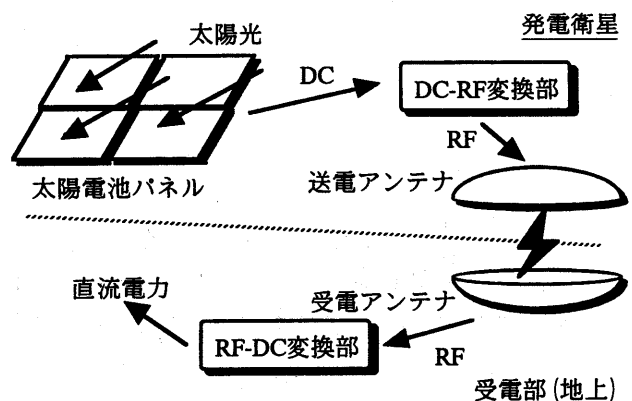 太陽光
発電衛星
DC
DC-RF変換部
RF
太陽電池パネル
送電アンテナ
直流電力
受電アンテナ
RF-DC変換部
RF
受電部(地上)